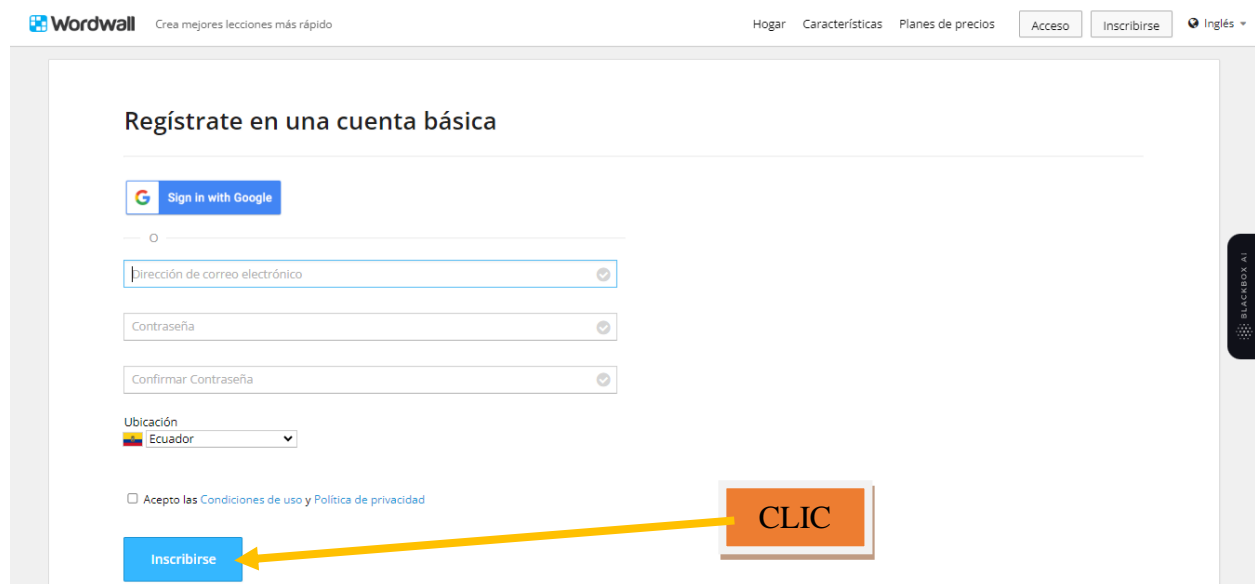 Wordwall Crea mejores lecciones más rápido Hogar Características Planes de precios Acceso Inscribirse Inglés
Regístrate en una cuenta básica
Sign in with Google
O
Dirección de correo electrónico
Contraseña
Confirmar Contraseña
Ubicación
Ecuador
Acepto las Condiciones de uso y Política de privacidad
CLIC
Inscribirse
BLACKBOX AI